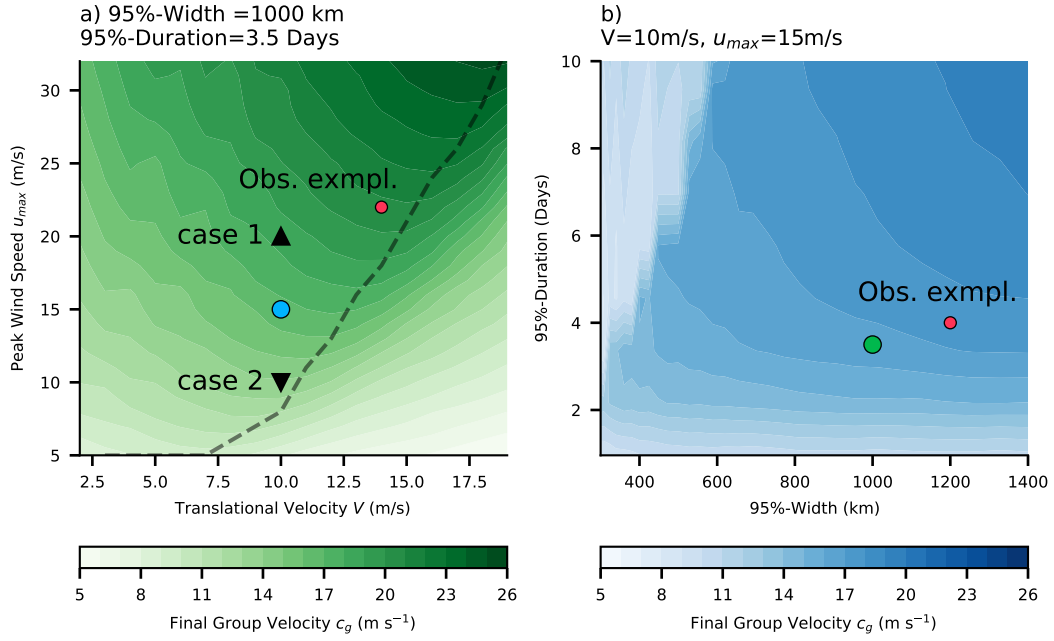 a) 95%-Width =1000 km
95%-Duration=3.5 Days
30
25
20
15
10
5
Peak Wind Speed u_max (m/s)
Obs. exmpl.
case 1
case 2
2.5 5.0 7.5 10.0 12.5 15.0 17.5
Translational Velocity V (m/s)
5 8 11 14 17 20 23 26
Final Group Velocity c_g (m s⁻¹)
b)
V=10m/s, u_max=15m/s
10
8
6
4
2
95%-Duration (Days)
Obs. exmpl.
400 600 800 1000 1200 1400
95%-Width (km)
5 8 11 14 17 20 23 26
Final Group Velocity c_g (m s⁻¹)